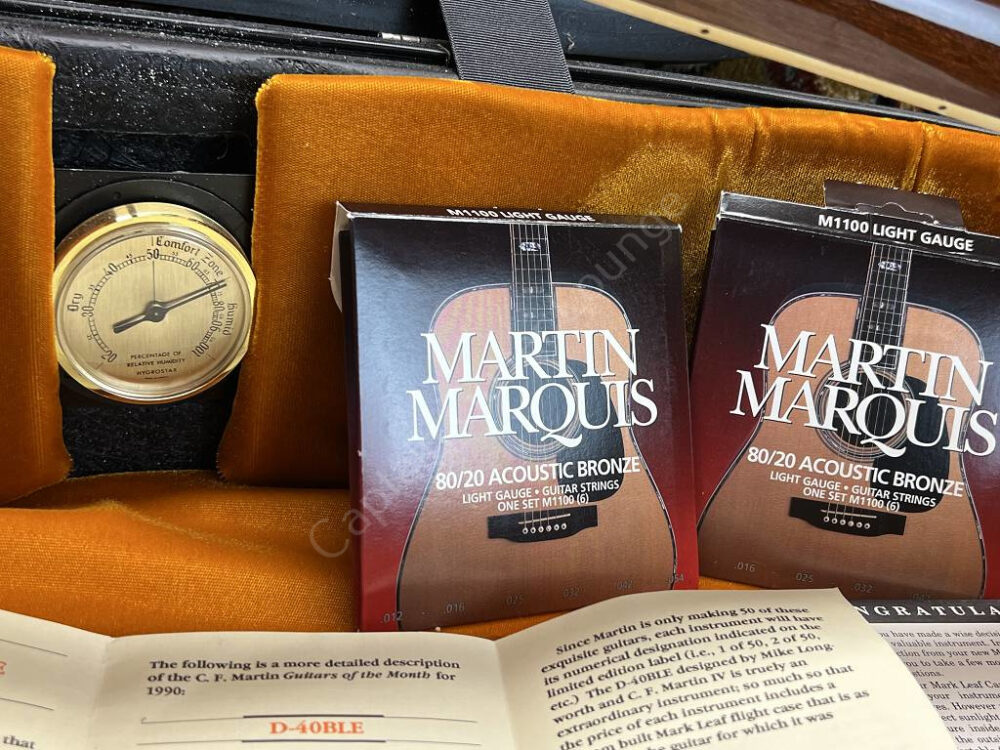 Comfort Zone
Dry
Humid
20
30
40
50
60
80
90
100
PERCENTAGE OF
RELATIVE HUMIDITY
HYGROSTAR
M1100 LIGHT GAUGE
MARTIN
MARQUIS
80/20 ACOUSTIC BRONZE
LIGHT GAUGE • GUITAR STRINGS
ONE SET M1100 (6)
.012 .016 .025 .032 .042 .054
M1100 LIGHT GAUGE
MARTIN
MARQUIS
80/20 ACOUSTIC BRONZE
LIGHT GAUGE • GUITAR STRINGS
ONE SET M1100 (6)
.016 .025 .032
that
The following is a more detailed description
of the C. F. Martin Guitars of the Month for
1990:
D-40BLE
Since Martin is only making 50 of these
exquisite guitars, each instrument will have
its numerical designation indicated on the
limited edition label (i.e., 1 of 50, 2 of 50,
etc.) The D-40BLE designed by Mike Long-
worth and C. F. Martin IV is truly an
extraordinary instrument; so much so that
the price of each instrument includes a
built Mark Leaf flight case that is as
guitar for which it was
NGRATULA
have made a wise
valuable instrument.
from your new
you to take a few
Mark Leaf
your
However